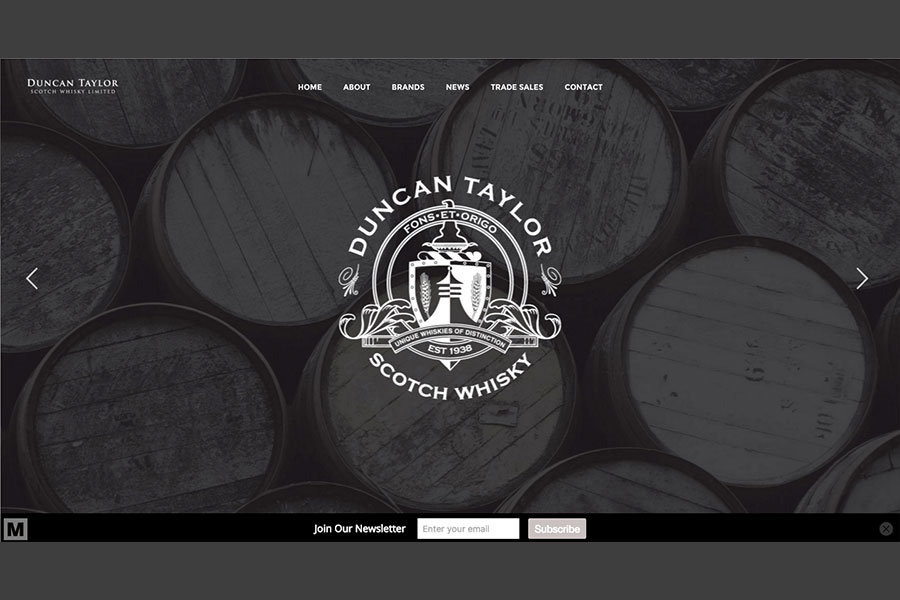 DUNCAN TAYLOR
SCOTCH WHISKY LIMITED
HOME ABOUT BRANDS NEWS TRADE SALES CONTACT
DUNCAN TAYLOR
FONS•ET•ORIGO
UNIQUE WHISKIES OF DISTINCTION
EST 1938
SCOTCH WHISKY
M Join Our Newsletter Enter your email Subscribe